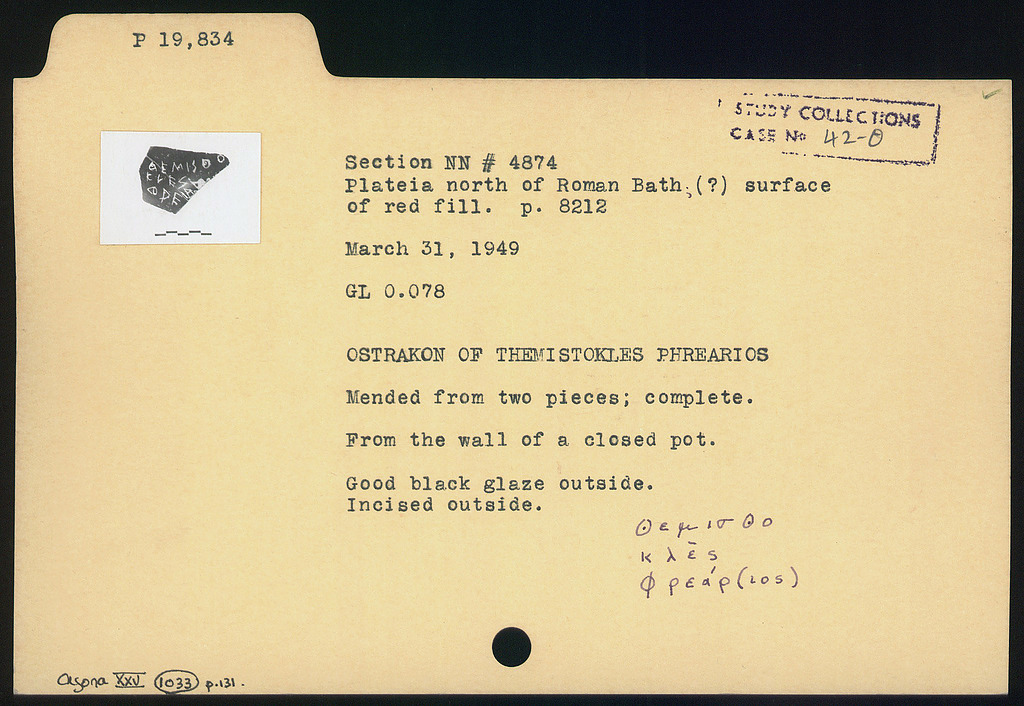 P 19,834
STUDY COLLECTIONS
CASE No 42-Θ
Section NN # 4874
Plateia north of Roman Bath;(?) surface
of red fill. p. 8212
March 31, 1949
GL 0.078
OSTRAKON OF THEMISTOKLES PHREARIOS
Mended from two pieces; complete.
From the wall of a closed pot.
Good black glaze outside.
Incised outside.
Θεμισθο
κλε̄ς
Φρεάρ(ιος)
Agora XXV 1033 p.131.